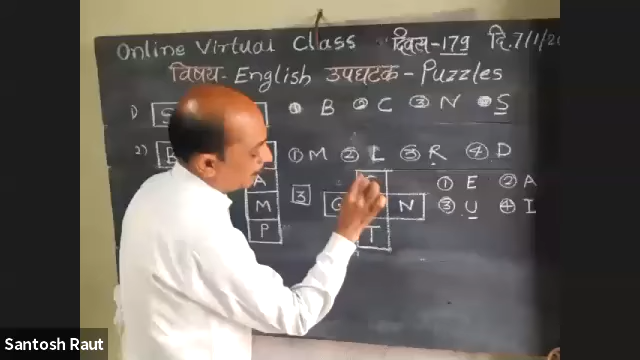 Online Virtual Class दिवस-179 दि.7/1/20
विषय- English उपघटक - Puzzles
1) S ① B ② C ③ N ④ S
2) B ① M ② L ③ R ④ D
A
M
P
3 N
T
① E ② A
③ U ④ I
Santosh Raut